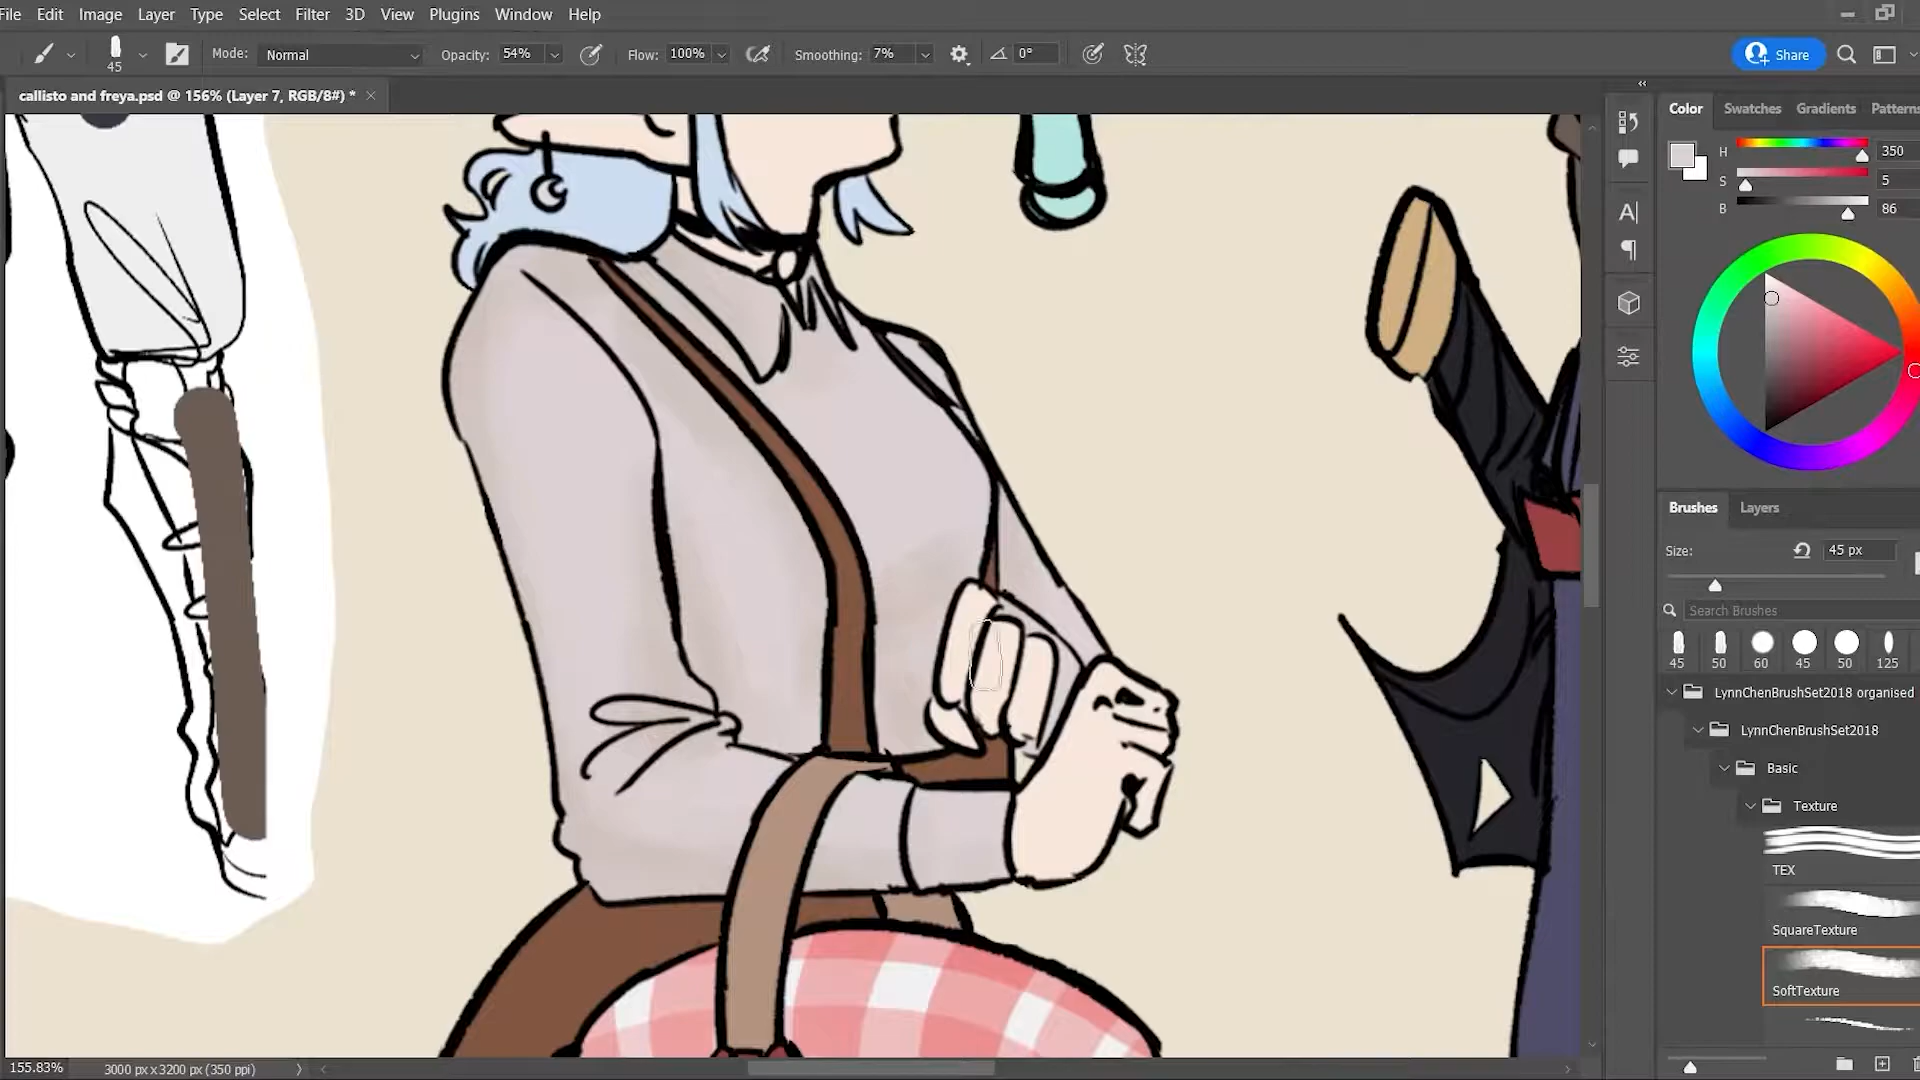 File Edit Image Layer Type Select Filter 3D View Plugins Window Help
45 Mode: Normal Opacity: 54% Flow: 100% Smoothing: 7% 0° Share
callisto and freya.psd @ 156% (Layer 7, RGB/8#) *
Color Swatches Gradients Patterns
H 350
S 5
B 86
Brushes Layers
Size: 45 px
Search Brushes
45 50 60 45 50 125
LynnChenBrushSet2018 organised
LynnChenBrushSet2018
Basic
Texture
TEX
SquareTexture
SoftTexture
155.83% 3000 px x 3200 px (350 ppi)